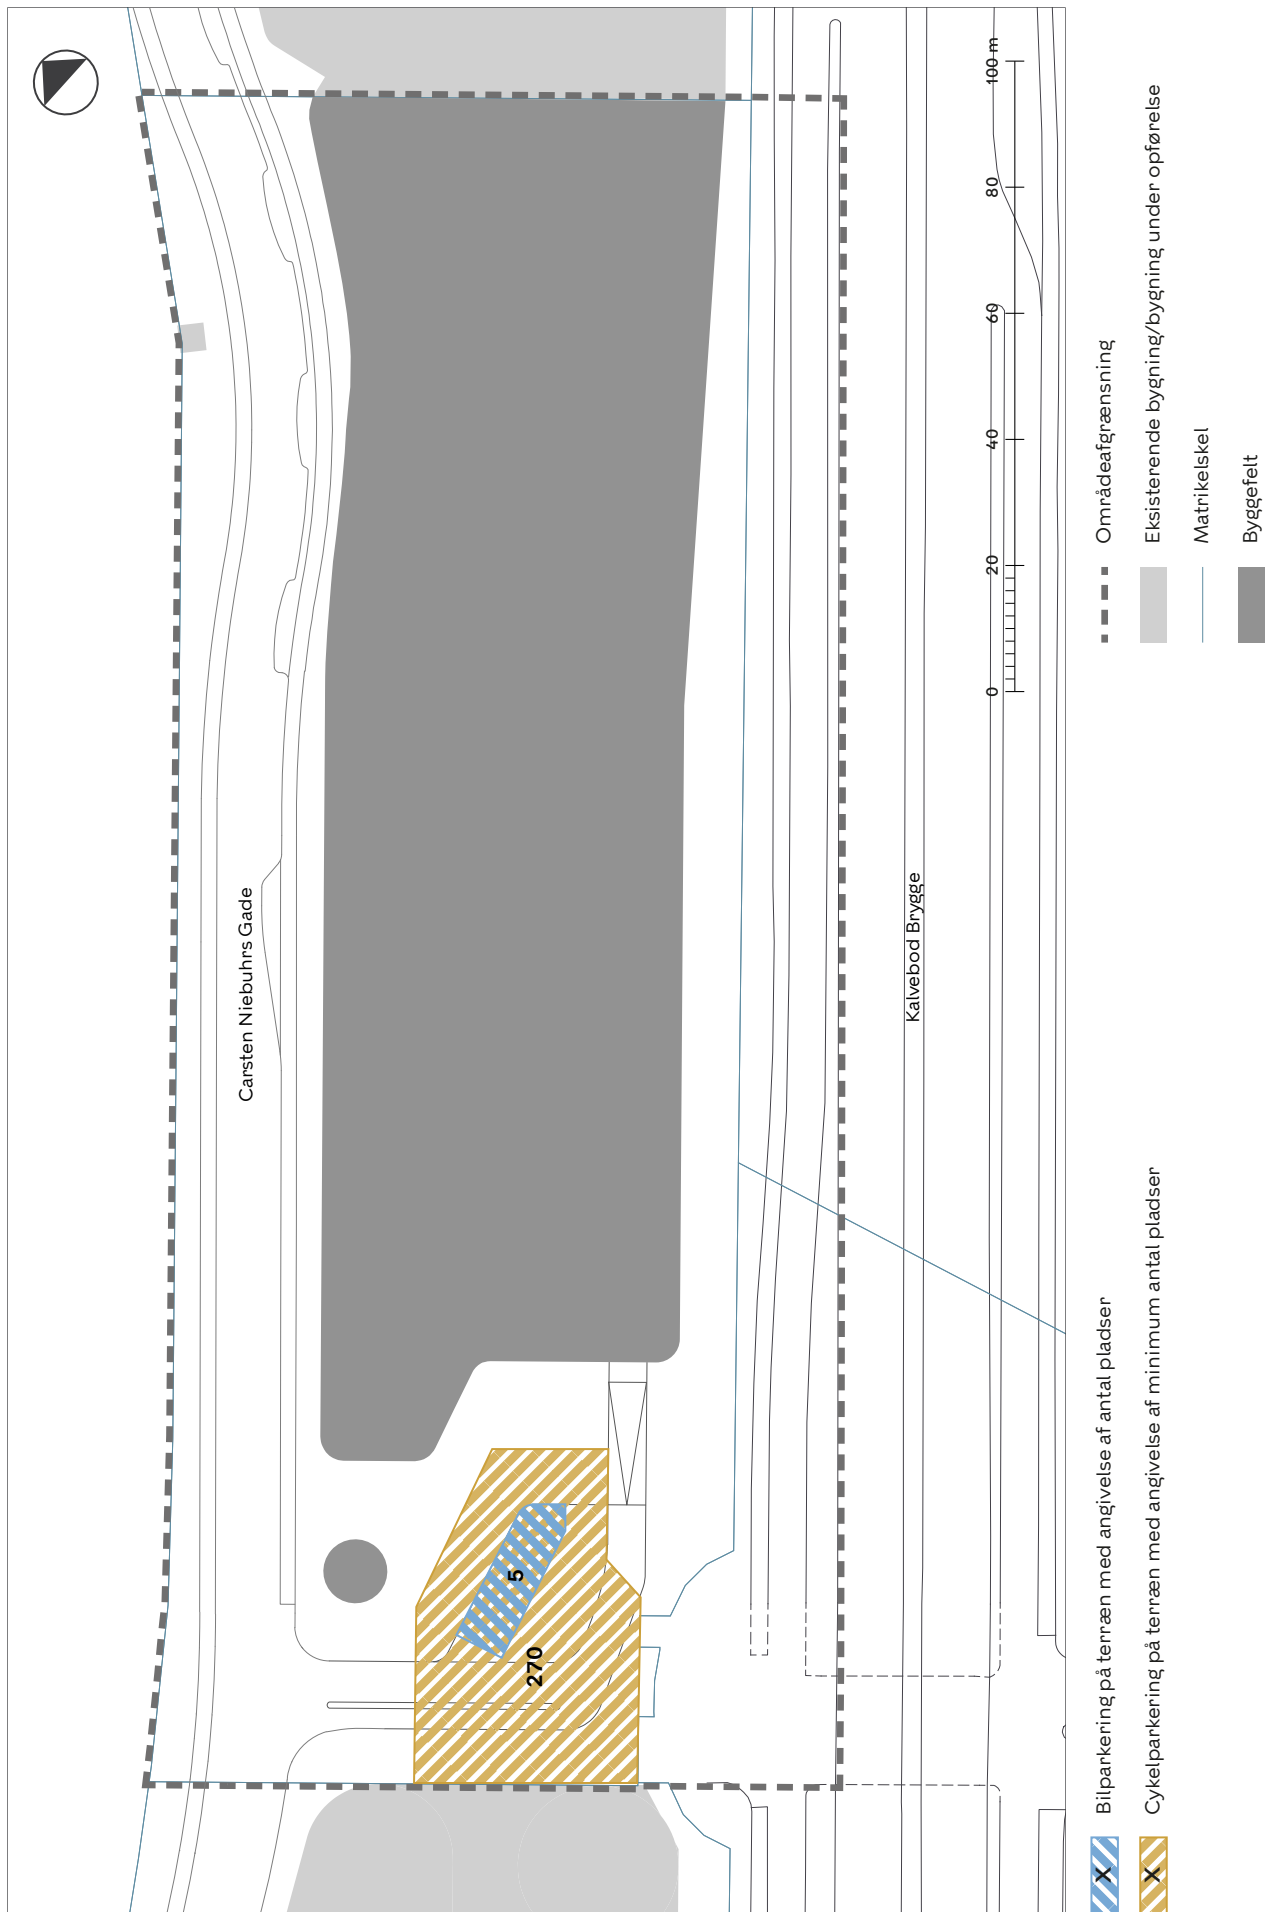 Carsten Niebuhrs Gade
Kalvebod Brygge
5
270
0
20
40
60
80
100 m
X Bilparkering på terræn med angivelse af antal pladser
X Cykelparkering på terræn med angivelse af minimum antal pladser
Områdeafgrænsning
Eksisterende bygning/bygning under opførelse
Matrikelskel
Byggefelt